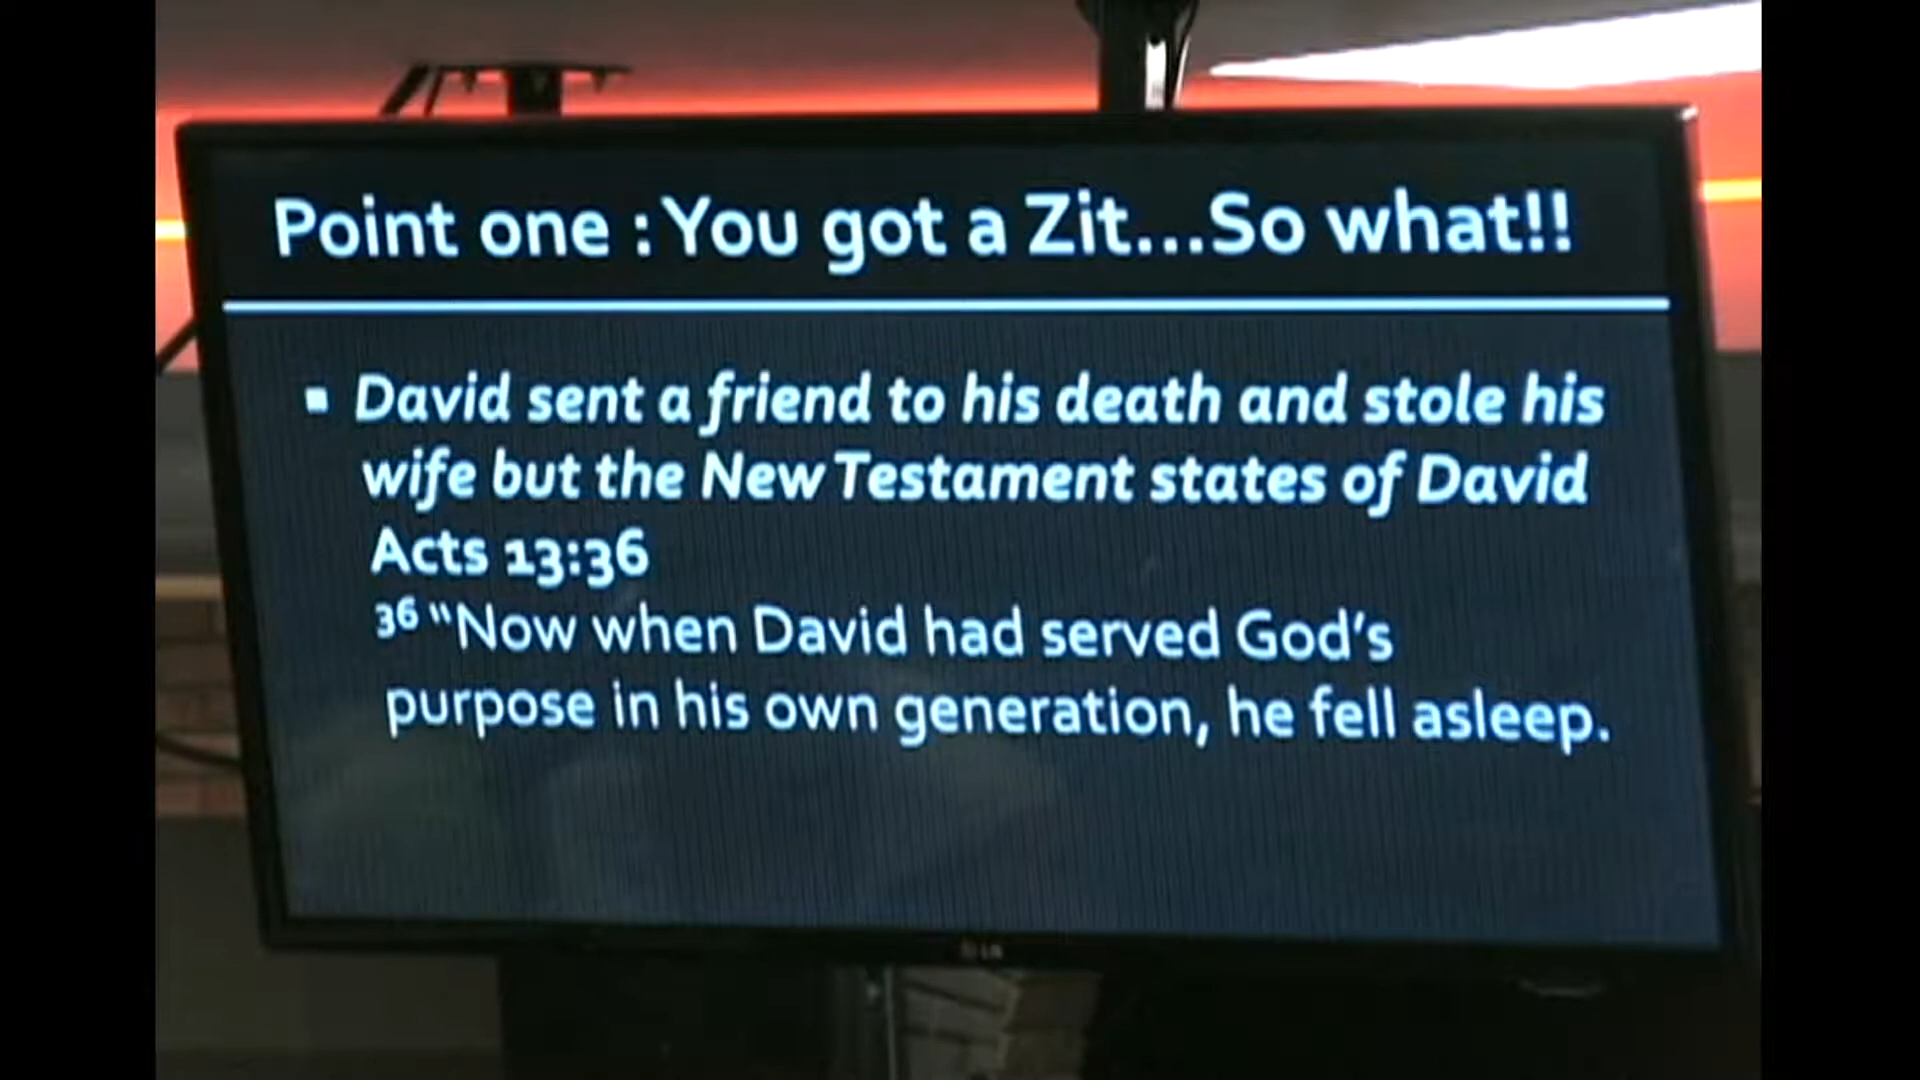 Point one : You got a Zit...So what!!
▪ David sent a friend to his death and stole his
wife but the New Testament states of David
Acts 13:36
36 “Now when David had served God’s
purpose in his own generation, he fell asleep.
LG